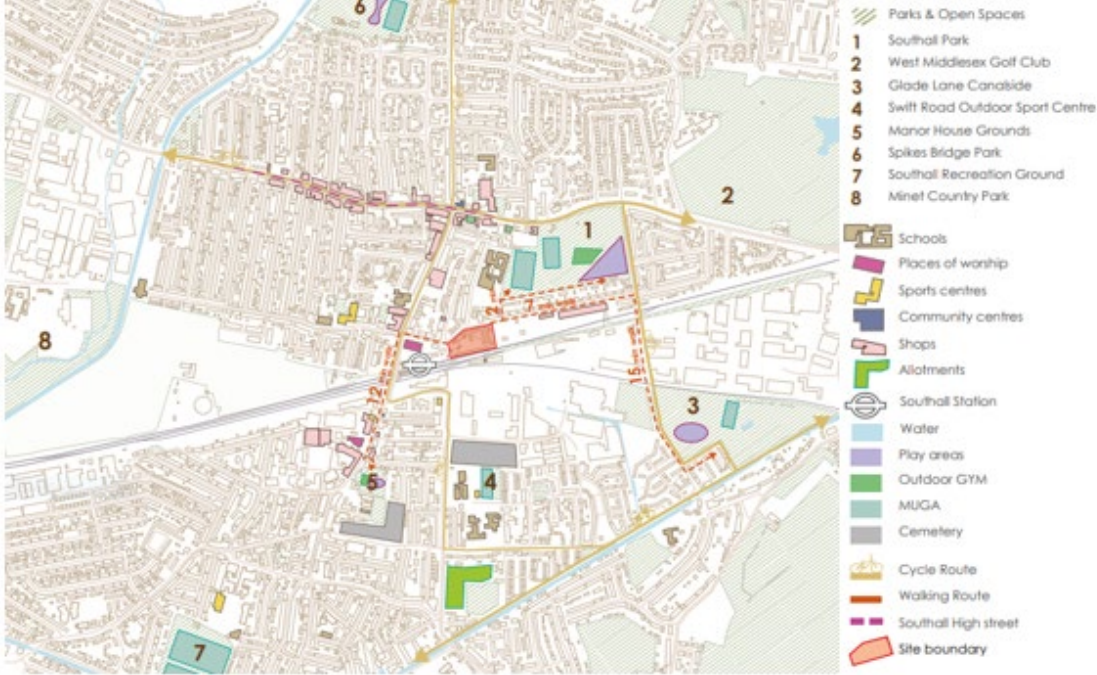 6
2
1
8
3
5
4
7
2
7
12
15
Parks & Open Spaces
1 Southall Park
2 West Middlesex Golf Club
3 Glade Lane Canalside
4 Swift Road Outdoor Sport Centre
5 Manor House Grounds
6 Spikes Bridge Park
7 Southall Recreation Ground
8 Minet Country Park
Schools
Places of worship
Sports centres
Community centres
Shops
Allotments
Southall Station
Water
Play areas
Outdoor GYM
MUGA
Cemetery
Cycle Route
Walking Route
Southall High street
Site boundary